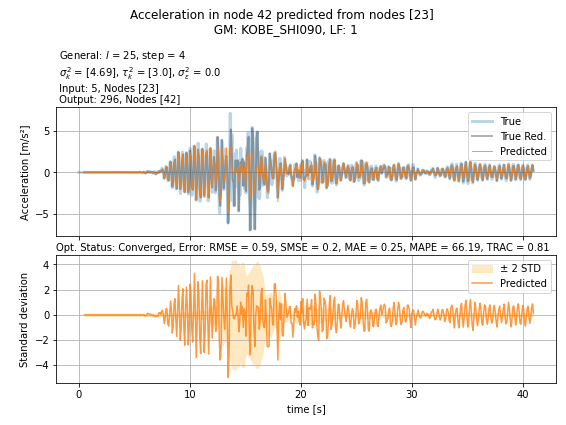 Acceleration in node 42 predicted from nodes [23]
GM: KOBE_SHI090, LF: 1
General: l = 25, step = 4
σ²ₖ = [4.69], τ²ₖ = [3.0], σ²ε = 0.0
Input: 5, Nodes [23]
Output: 296, Nodes [42]
Acceleration [m/s²]
5
0
−5
True
True Red.
Predicted
Opt. Status: Converged, Error: RMSE = 0.59, SMSE = 0.2, MAE = 0.25, MAPE = 66.19, TRAC = 0.81
Standard deviation
4
2
0
−2
−4
± 2 STD
Predicted
0 10 20 30 40
time [s]